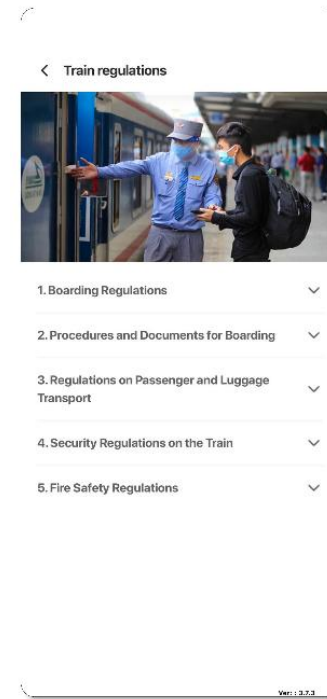 Train regulations
1. Boarding Regulations
2. Procedures and Documents for Boarding
3. Regulations on Passenger and Luggage
Transport
4. Security Regulations on the Train
5. Fire Safety Regulations
Ver: : 3.7.3